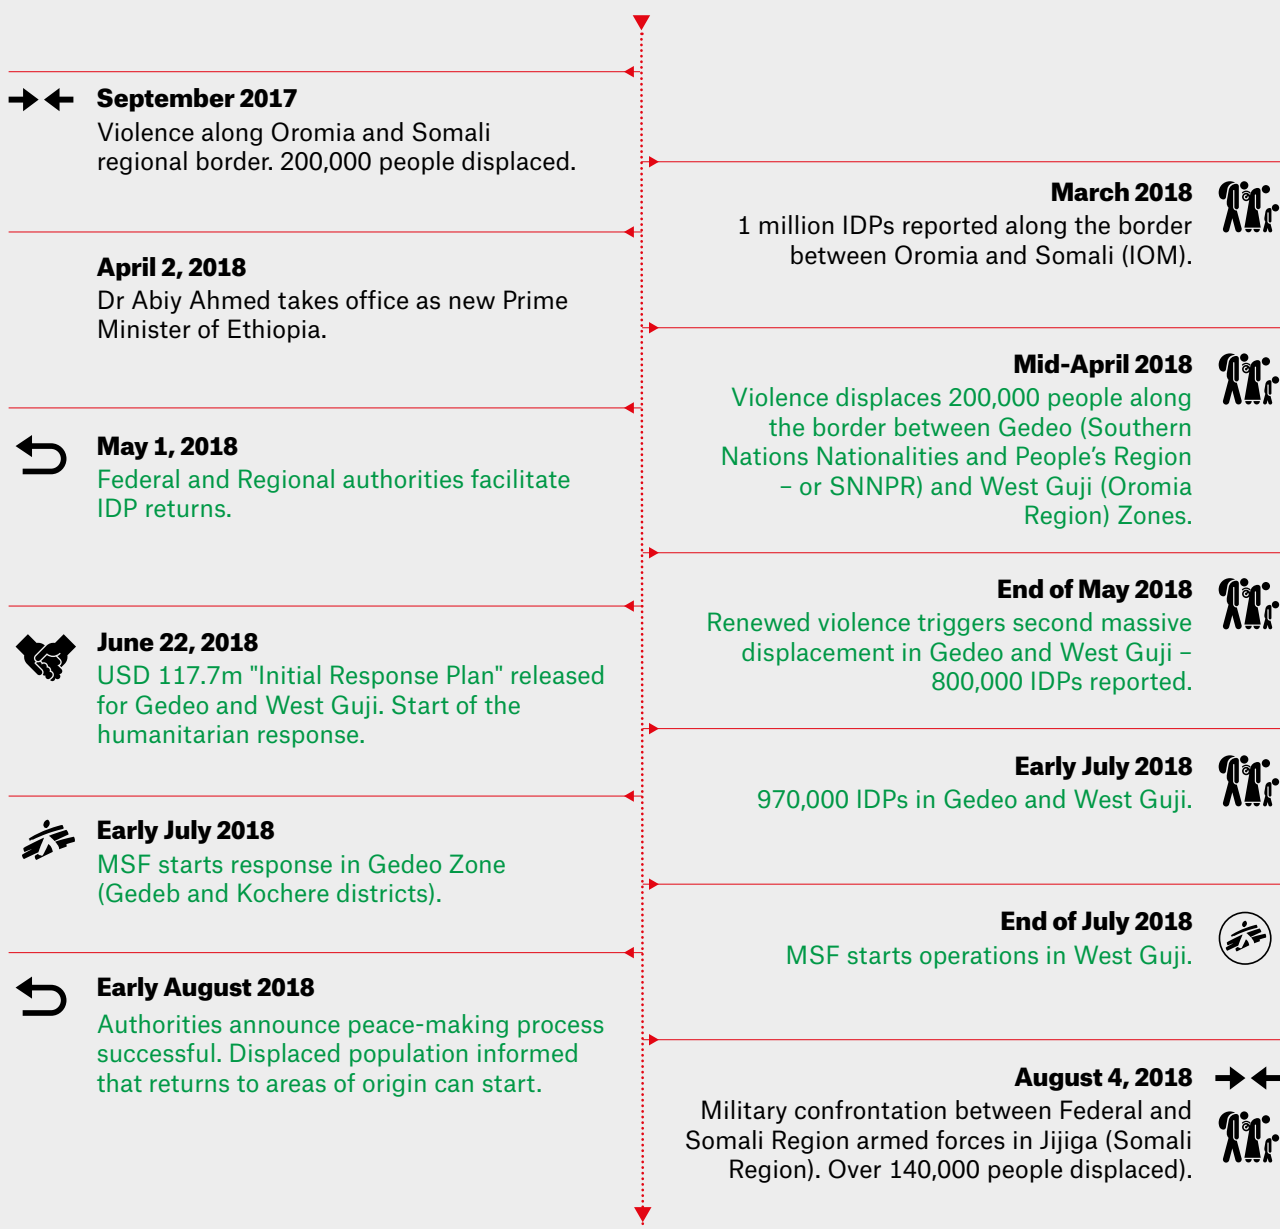 September 2017
Violence along Oromia and Somali
regional border. 200,000 people displaced.
March 2018
1 million IDPs reported along the border
between Oromia and Somali (IOM).
April 2, 2018
Dr Abiy Ahmed takes office as new Prime
Minister of Ethiopia.
Mid-April 2018
Violence displaces 200,000 people along
the border between Gedeo (Southern
Nations Nationalities and People’s Region
– or SNNPR) and West Guji (Oromia
Region) Zones.
May 1, 2018
Federal and Regional authorities facilitate
IDP returns.
End of May 2018
Renewed violence triggers second massive
displacement in Gedeo and West Guji –
800,000 IDPs reported.
June 22, 2018
USD 117.7m "Initial Response Plan" released
for Gedeo and West Guji. Start of the
humanitarian response.
Early July 2018
970,000 IDPs in Gedeo and West Guji.
Early July 2018
MSF starts response in Gedeo Zone
(Gedeb and Kochere districts).
End of July 2018
MSF starts operations in West Guji.
Early August 2018
Authorities announce peace-making process
successful. Displaced population informed
that returns to areas of origin can start.
August 4, 2018
Military confrontation between Federal and
Somali Region armed forces in Jijiga (Somali
Region). Over 140,000 people displaced).